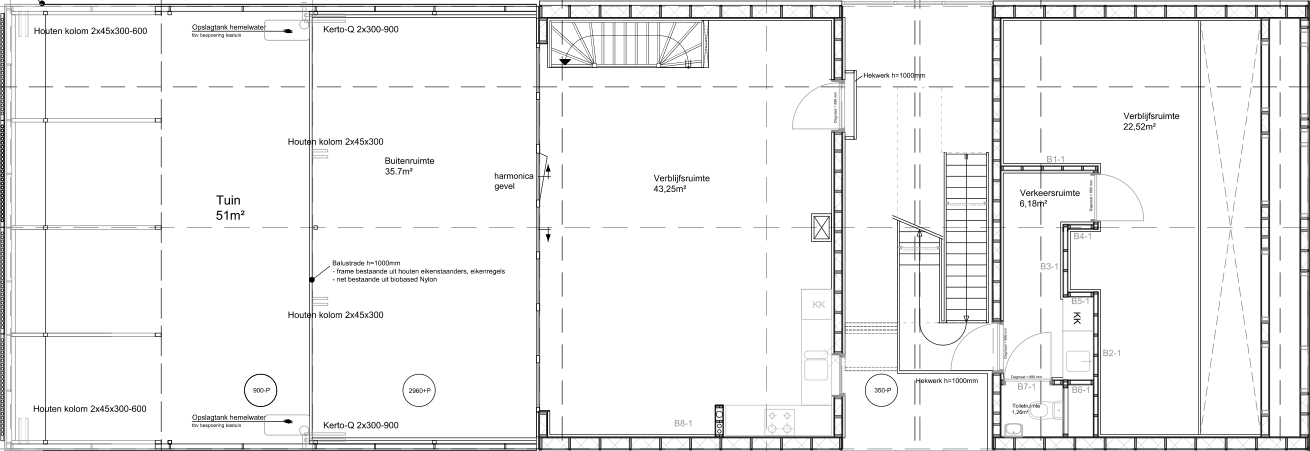 Houten kolom 2x45x300-600
Opslagtank hemelwater
tbv besproeiing kastuin
Kerto-Q 2x300-900
Hekwerk h=1000mm
Verblijfsruimte
22,52m²
Houten kolom 2x45x300
Buitenruimte
35.7m²
harmonica
gevel
Verblijfsruimte
43,25m²
B1-1
Verkeersruimte
6,18m²
Tuin
51m²
B4-1
B3-1
Balustrade h=1000mm
- frame bestaande uit houten eikenstaanders, eikenregels
- net bestaande uit biobased Nylon
Houten kolom 2x45x300
KK
B5-1
KK
B2-1
900-P
2960+P
350-P
Hekwerk h=1000mm
B7-1
B6-1
Toiletruimte
1,26m²
Houten kolom 2x45x300-600
Opslagtank hemelwater
tbv besproeiing kastuin
Kerto-Q 2x300-900
B8-1